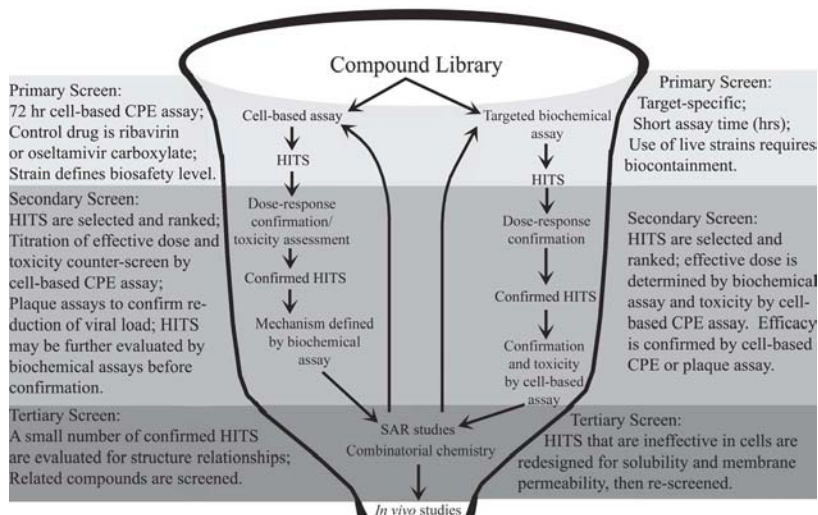 Compound Library
Primary Screen:
72 hr cell-based CPE assay;
Control drug is ribavirin
or oseltamivir carboxylate;
Strain defines biosafety level.
Secondary Screen:
HITS are selected and ranked;
Titration of effective dose and
toxicity counter-screen by
cell-based CPE assay;
Plaque assays to confirm re-
duction of viral load; HITS
may be further evaluated by
biochemical assays before
confirmation.
Tertiary Screen:
A small number of confirmed HITS
are evaluated for structure relationships;
Related compounds are screened.
Cell-based assay
HITS
Dose-response
confirmation/
toxicity assessment
Confirmed HITS
Mechanism defined
by biochemical
assay
Targeted biochemical
assay
HITS
Dose-response
confirmation
Confirmed HITS
Confirmation
and toxicity
by cell-based
assay
SAR studies
Combinatorial chemistry
In vivo studies
Primary Screen:
Target-specific;
Short assay time (hrs);
Use of live strains requires
biocontainment.
Secondary Screen:
HITS are selected and
ranked; effective dose is
determined by biochemical
assay and toxicity by cell-
based CPE assay. Efficacy
is confirmed by cell-based
CPE or plaque assay.
Tertiary Screen:
HITS that are ineffective in cells are
redesigned for solubility and membrane
permeability, then re-screened.